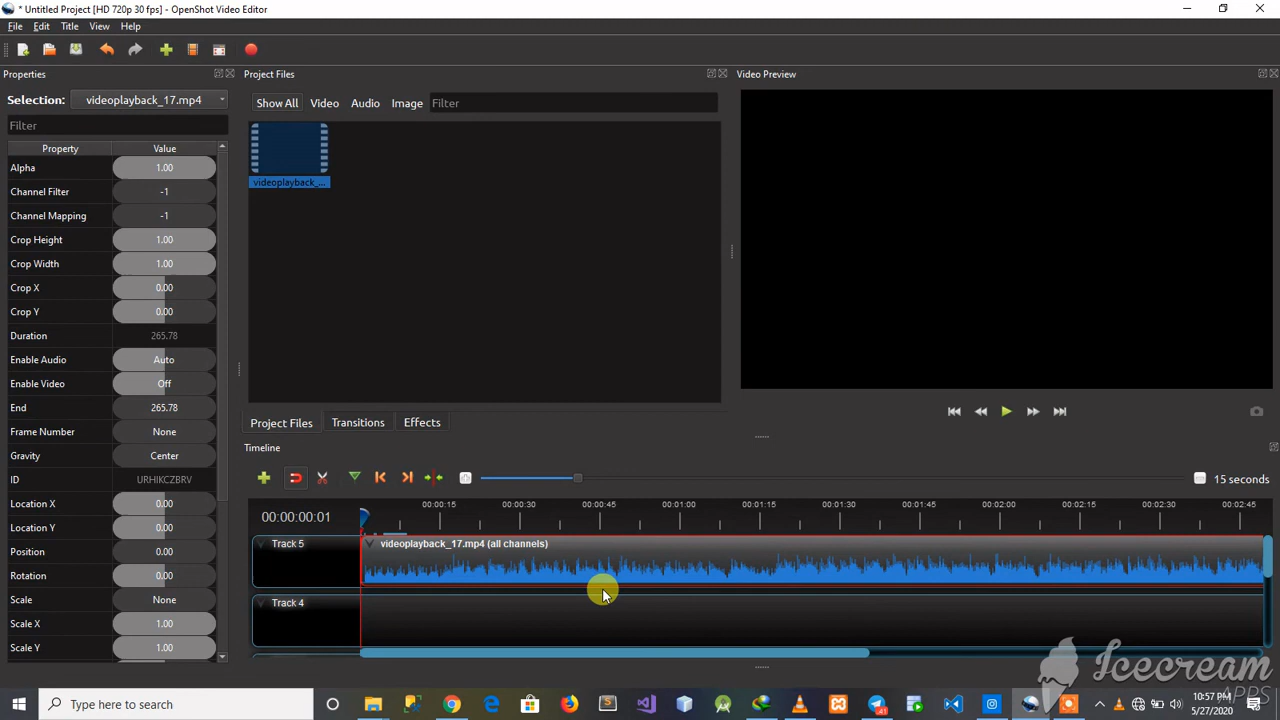 * Untitled Project [HD 720p 30 fps] - OpenShot Video Editor
File Edit Title View Help
Properties
Project Files
Video Preview
Selection: videoplayback_17.mp4
Show All Video Audio Image Filter
Filter
Property Value
videoplayback_...
Alpha 1.00
Channel Filter -1
Channel Mapping -1
Crop Height 1.00
Crop Width 1.00
Crop X 0.00
Crop Y 0.00
Duration 265.78
Enable Audio Auto
Enable Video Off
End 265.78
Frame Number None
Gravity Center
ID URHIKCZBRV
Location X 0.00
Location Y 0.00
Position 0.00
Rotation 0.00
Scale None
Scale X 1.00
Scale Y 1.00
Project Files Transitions Effects
Timeline
15 seconds
00:00:00:01
00:00:15 00:00:30 00:00:45 00:01:00 00:01:15 00:01:30 00:01:45 00:02:00 00:02:15 00:02:30 00:02:45
Track 5
videoplayback_17.mp4 (all channels)
Track 4
Icecream
APPS
Type here to search
41
10:57 PM
5/27/2020